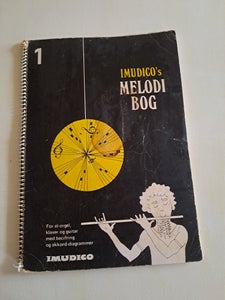 1
IMUDICO's
MELODI
BOG
For el-orgel,
klaver og guitar
med becifring
og akkord-diagrammer
IMUDICO